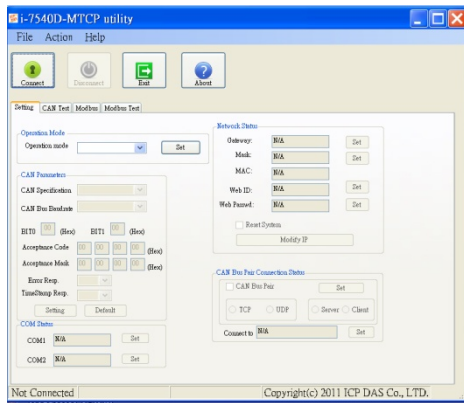 i-7540D-MTCP utility
File Action Help
Connect Disconnect Exit About
Setting CAN Test Modbus Modbus Test
Operation Mode
Operation mode Set
CAN Parameters
CAN Specification
CAN Bus Baudrate
BIT0 00 (Hex) BIT1 00 (Hex)
Acceptance Code 00 00 00 00 (Hex)
Acceptance Mask 00 00 00 00 (Hex)
Error Resp.
TimeStamp Resp.
Setting Default
COM Status
COM1 N/A Set
COM2 N/A Set
Network Status
Gateway: N/A Set
Mask: N/A Set
MAC: N/A
Web ID: N/A Set
Web Passwd: N/A Set
Reset System
Modify IP
CAN Bus Pair Connection Status
CAN Bus Pair Set
TCP UDP Server Client
Connect to N/A Set
Not Connected Copyright(c) 2011 ICP DAS Co., LTD.